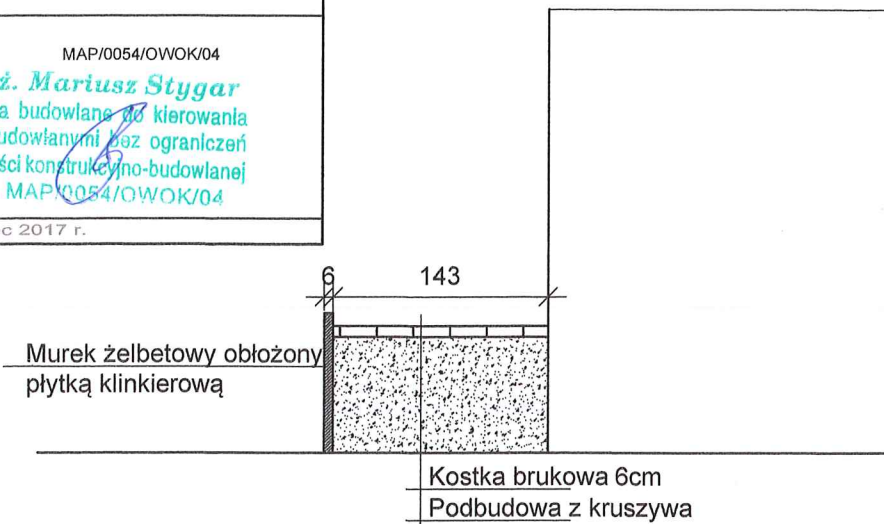 MAP/0054/OWOK/04
ż. Mariusz Stygar
a budowlane do kierowania
udowlanymi bez ograniczeń
ści konstrukcyjno-budowlanej
MAP/0054/OWOK/04
c 2017 r.
6
143
Murek żelbetowy obłożony
płytką klinkierową
Kostka brukowa 6cm
Podbudowa z kruszywa